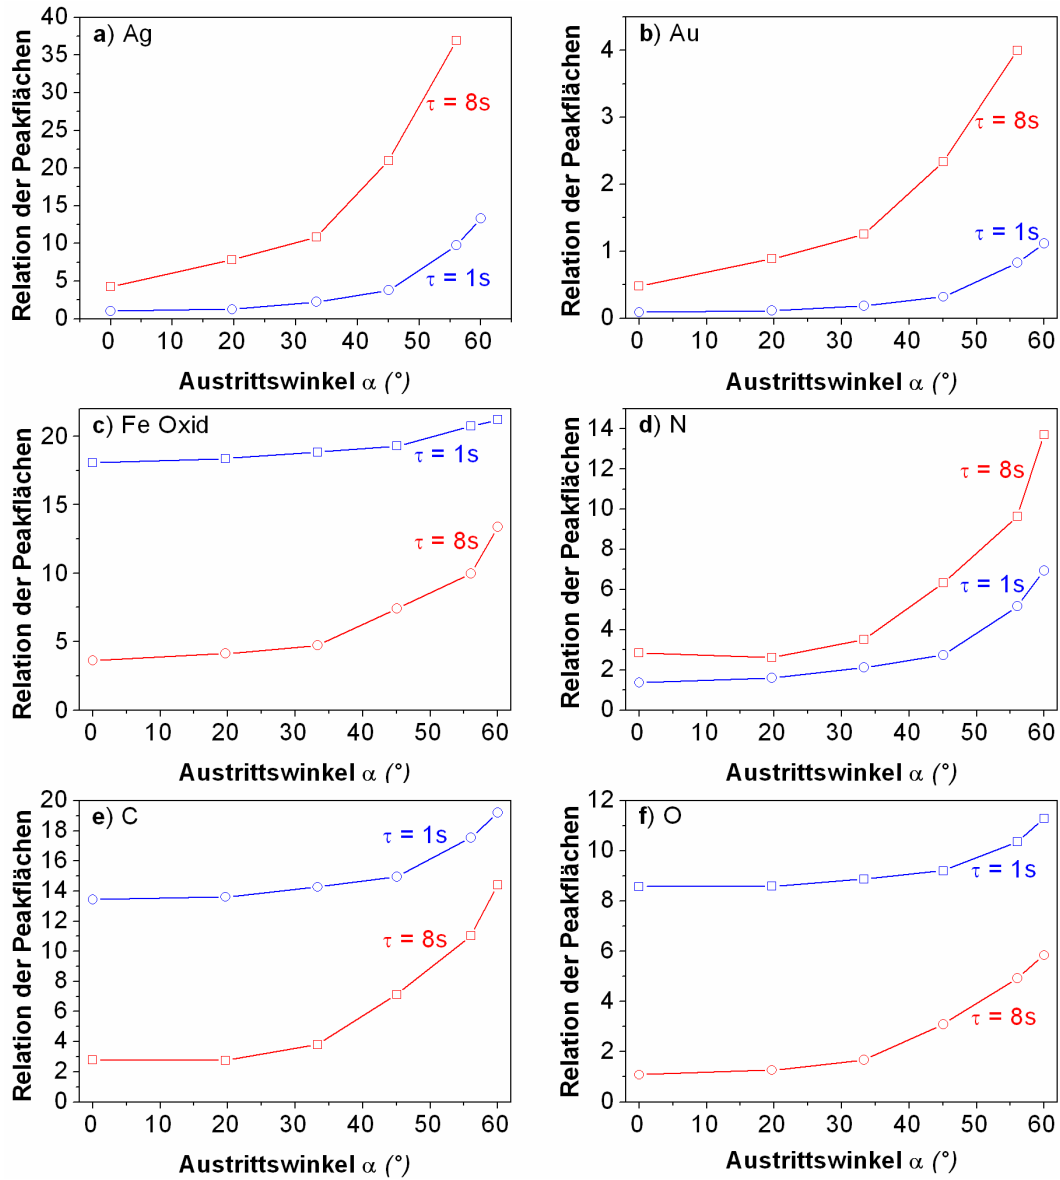 a) Ag
Relation der Peakflächen
40
35
30
25
20
15
10
5
0
τ = 8s
τ = 1s
0 10 20 30 40 50 60
Austrittswinkel α (°)
b) Au
Relation der Peakflächen
4
3
2
1
0
τ = 8s
τ = 1s
0 10 20 30 40 50 60
Austrittswinkel α (°)
c) Fe Oxid
Relation der Peakflächen
20
15
10
5
0
τ = 1s
τ = 8s
0 10 20 30 40 50 60
Austrittswinkel α (°)
d) N
Relation der Peakflächen
14
12
10
8
6
4
2
0
τ = 8s
τ = 1s
0 10 20 30 40 50 60
Austrittswinkel α (°)
e) C
Relation der Peakflächen
20
18
16
14
12
10
8
6
4
2
0
τ = 1s
τ = 8s
0 10 20 30 40 50 60
Austrittswinkel α (°)
f) O
Relation der Peakflächen
12
10
8
6
4
2
0
τ = 1s
τ = 8s
0 10 20 30 40 50 60
Austrittswinkel α (°)